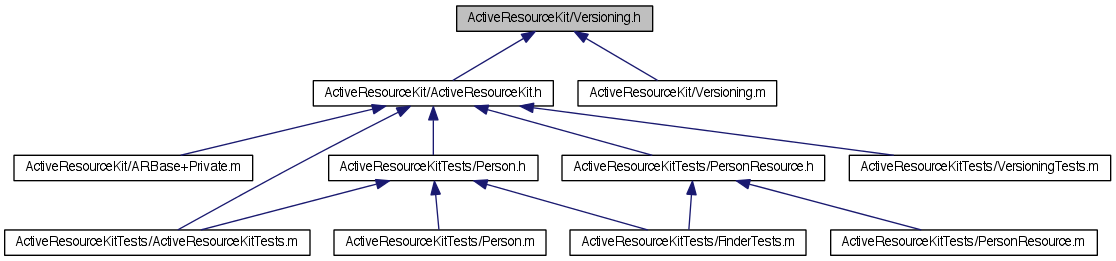 ActiveResourceKit/Versioning.h
ActiveResourceKit/ActiveResourceKit.h
ActiveResourceKit/Versioning.m
ActiveResourceKit/ARBase+Private.m
ActiveResourceKitTests/Person.h
ActiveResourceKitTests/PersonResource.h
ActiveResourceKitTests/VersioningTests.m
ActiveResourceKitTests/ActiveResourceKitTests.m
ActiveResourceKitTests/Person.m
ActiveResourceKitTests/FinderTests.m
ActiveResourceKitTests/PersonResource.m